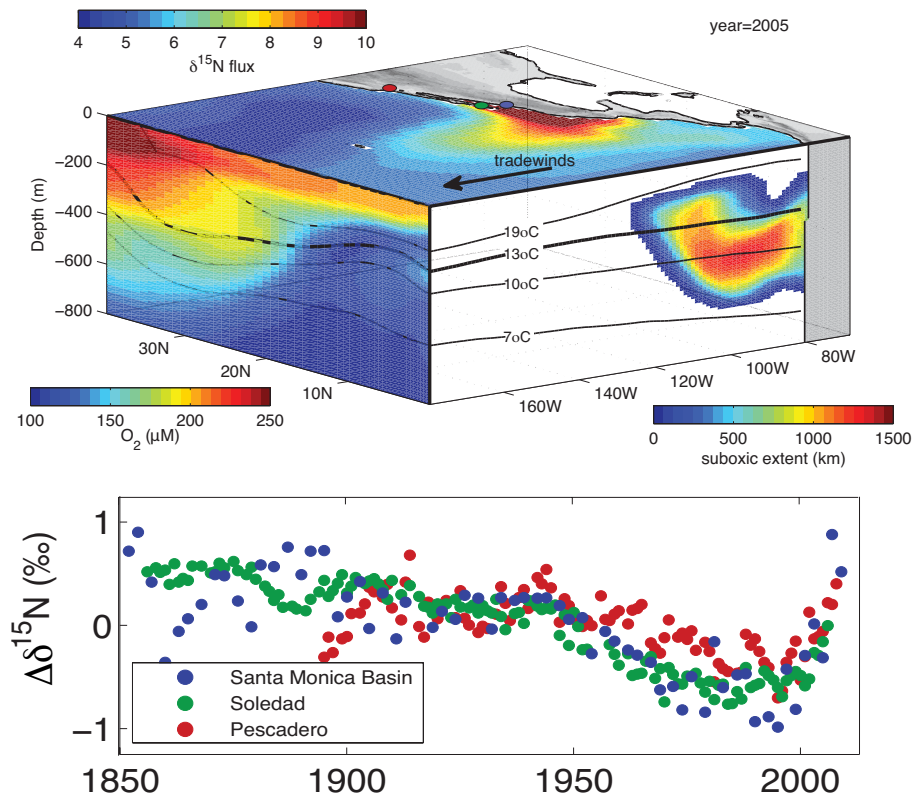 4 5 6 7 8 9 10
δ¹⁵N flux
year=2005
0
−200
−400
−600
−800
Depth (m)
tradewinds
19oC
13oC
10oC
7oC
30N
20N
10N
160W
140W
120W
100W
80W
100 150 200 250
O₂ (µM)
0 500 1000 1500
suboxic extent (km)
1
0
−1
Δδ¹⁵N (‰)
Santa Monica Basin
Soledad
Pescadero
1850 1900 1950 2000